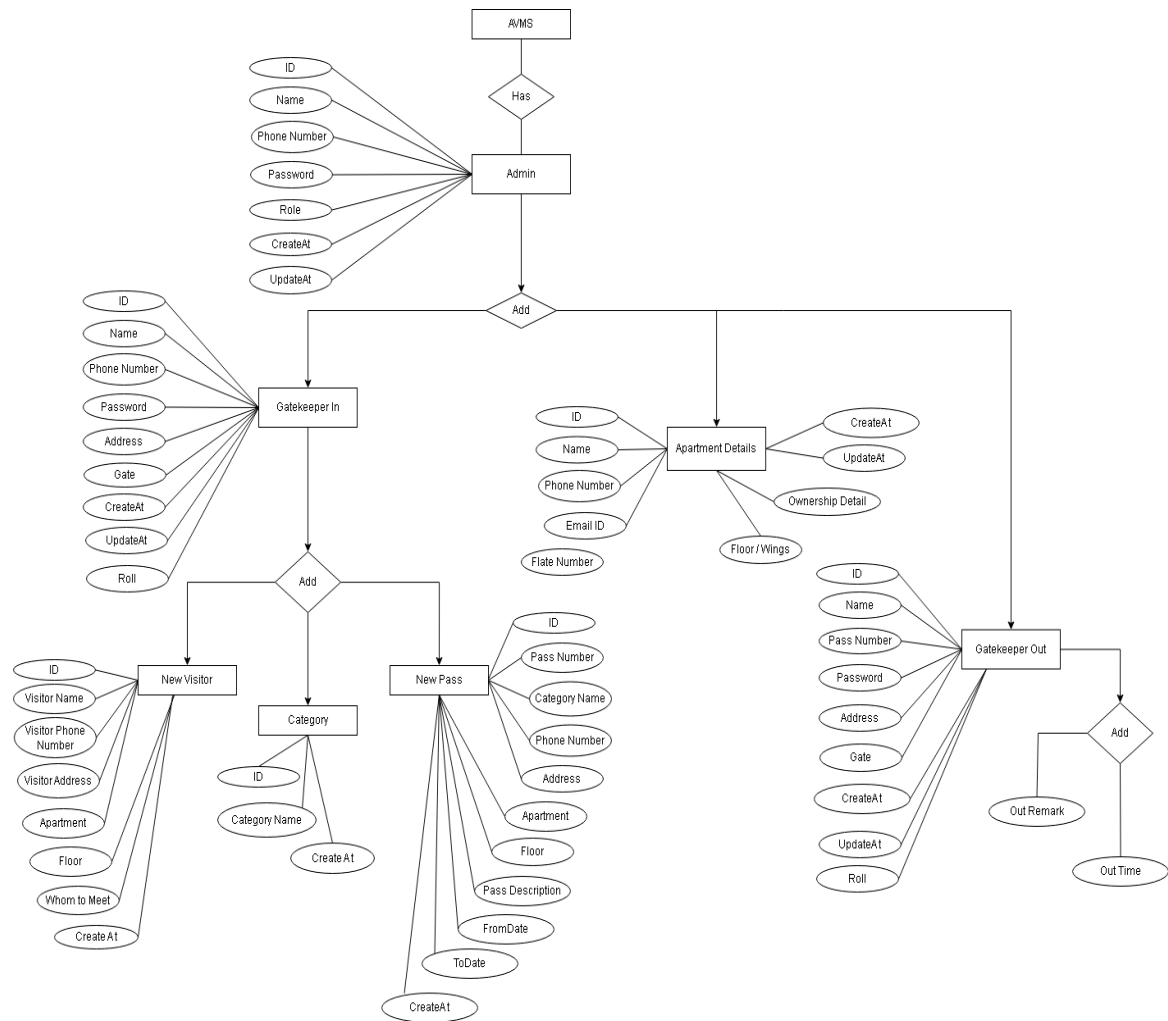 AVMS
Has
Admin
ID
Name
Phone Number
Password
Role
CreateAt
UpdateAt
Add
Gatekeeper In
ID
Name
Phone Number
Password
Address
Gate
CreateAt
UpdateAt
Roll
Apartment Details
ID
Name
Phone Number
Email ID
Flate Number
CreateAt
UpdateAt
Ownership Detail
Floor / Wings
Add
New Visitor
ID
Visitor Name
Visitor Phone
Number
Visitor Address
Apartment
Floor
Whom to Meet
Create At
Category
ID
Category Name
Create At
New Pass
ID
Pass Number
Category Name
Phone Number
Address
Apartment
Floor
Pass Description
FromDate
ToDate
CreateAt
Gatekeeper Out
ID
Name
Pass Number
Password
Address
Gate
CreateAt
UpdateAt
Roll
Add
Out Remark
Out Time